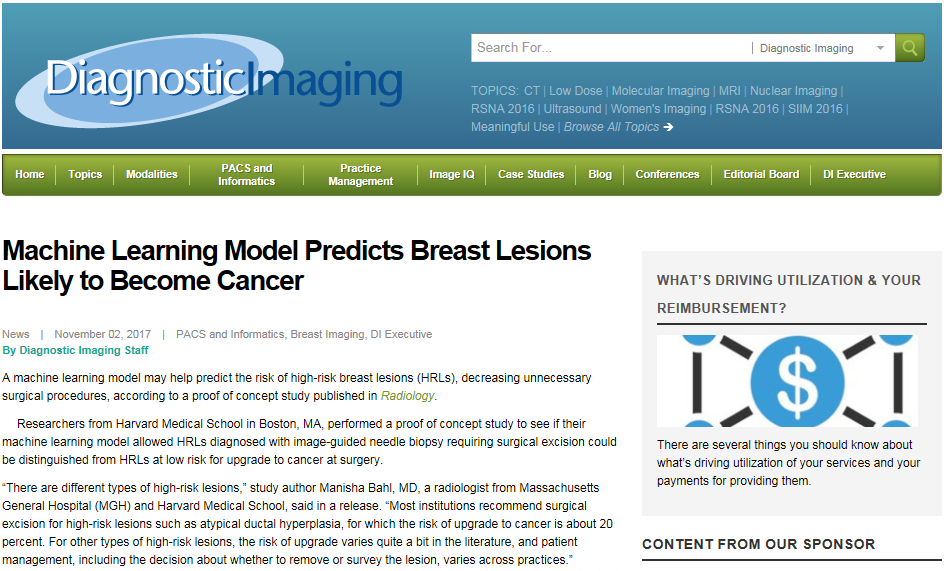 DiagnosticImaging
Search For...
| Diagnostic Imaging
TOPICS: CT | Low Dose | Molecular Imaging | MRI | Nuclear Imaging |
RSNA 2016 | Ultrasound | Women's Imaging | RSNA 2016 | SIIM 2016 |
Meaningful Use | Browse All Topics ➔
Home
Topics
Modalities
PACS and
Informatics
Practice
Management
Image IQ
Case Studies
Blog
Conferences
Editorial Board
DI Executive
Machine Learning Model Predicts Breast Lesions
Likely to Become Cancer
News | November 02, 2017 | PACS and Informatics, Breast Imaging, DI Executive
By Diagnostic Imaging Staff
A machine learning model may help predict the risk of high-risk breast lesions (HRLs), decreasing unnecessary
surgical procedures, according to a proof of concept study published in Radiology.
Researchers from Harvard Medical School in Boston, MA, performed a proof of concept study to see if their
machine learning model allowed HRLs diagnosed with image-guided needle biopsy requiring surgical excision could
be distinguished from HRLs at low risk for upgrade to cancer at surgery.
“There are different types of high-risk lesions,” study author Manisha Bahl, MD, a radiologist from Massachusetts
General Hospital (MGH) and Harvard Medical School, said in a release. “Most institutions recommend surgical
excision for high-risk lesions such as atypical ductal hyperplasia, for which the risk of upgrade to cancer is about 20
percent. For other types of high-risk lesions, the risk of upgrade varies quite a bit in the literature, and patient
management, including the decision about whether to remove or survey the lesion, varies across practices.”
WHAT’S DRIVING UTILIZATION & YOUR
REIMBURSEMENT?
$
There are several things you should know about
what’s driving utilization of your services and your
payments for providing them.
CONTENT FROM OUR SPONSOR